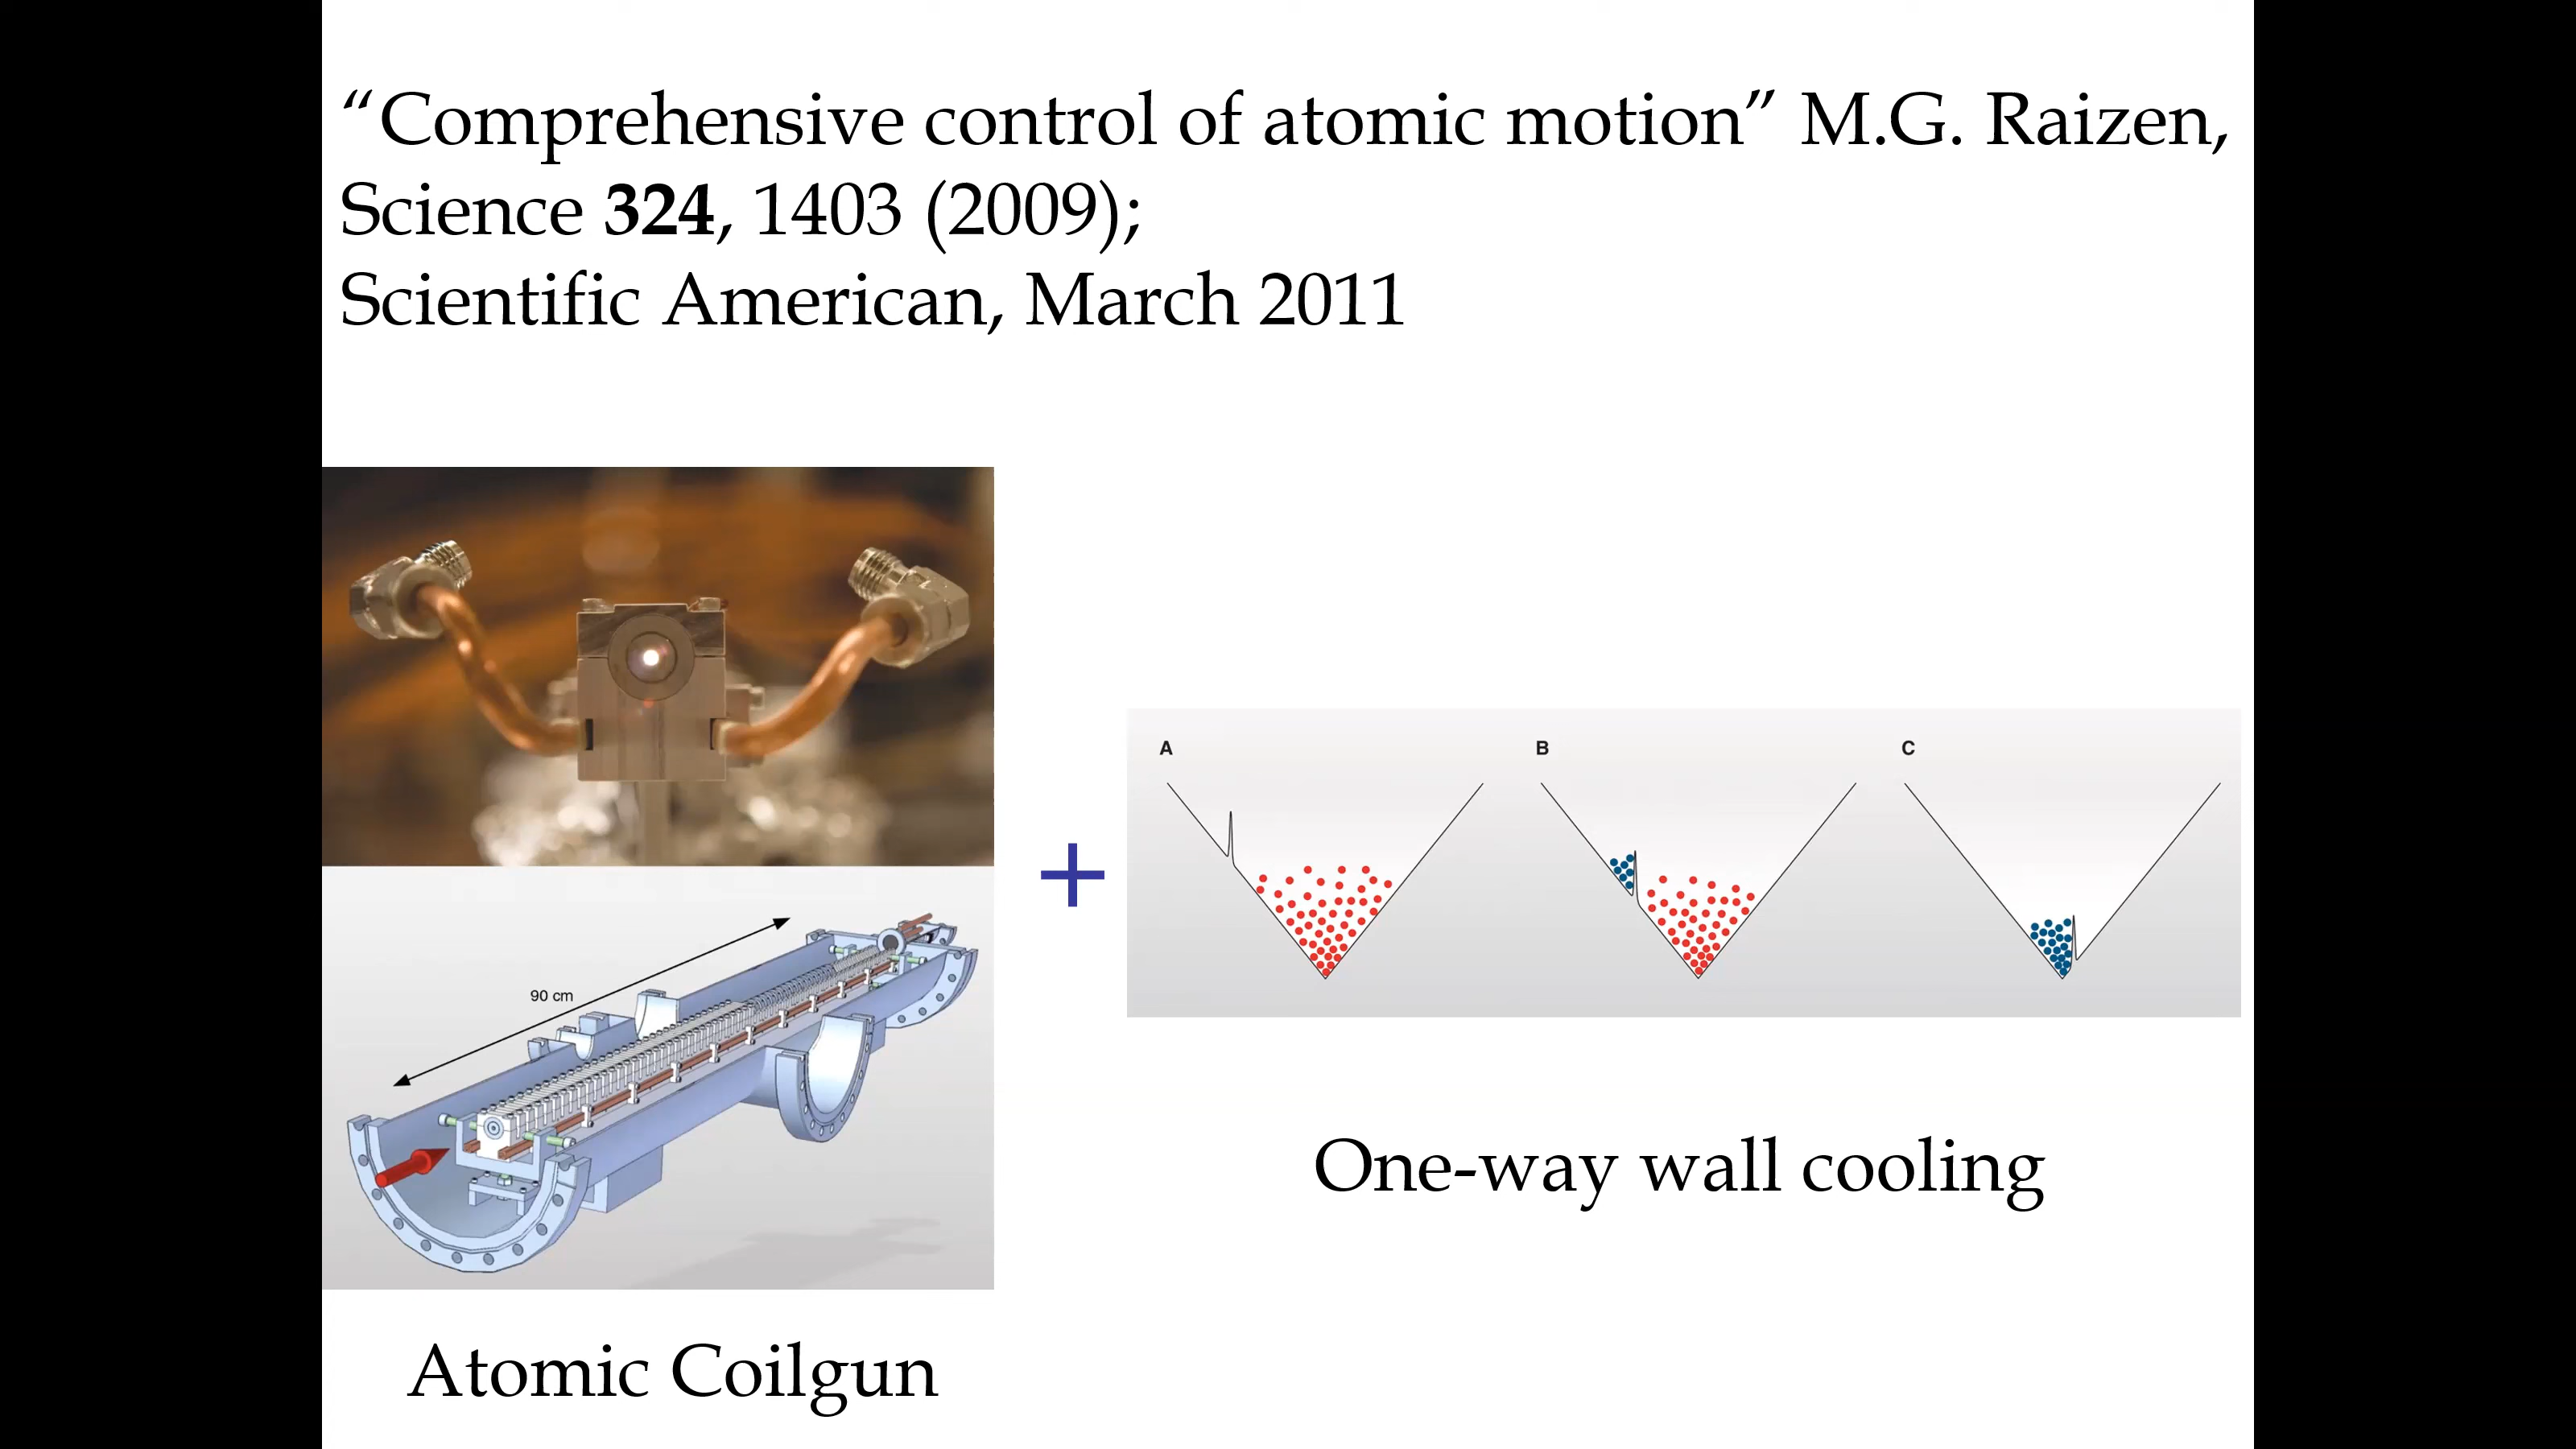 “Comprehensive control of atomic motion” M.G. Raizen,
Science 324, 1403 (2009);
Scientific American, March 2011
90 cm
Atomic Coilgun
+
A B C
One-way wall cooling